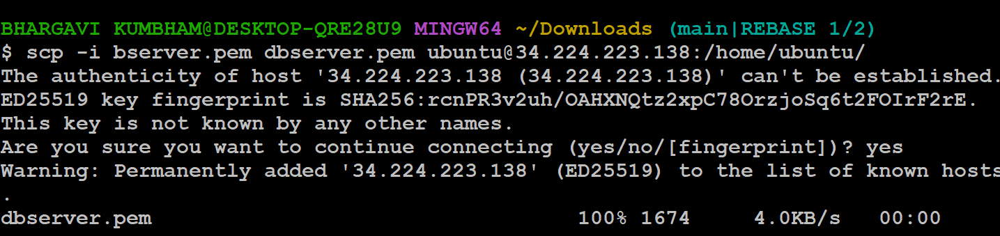 BHARGAVI KUMBHAM@DESKTOP-QRE28U9 MINGW64 ~/Downloads (main|REBASE 1/2)
$ scp -i bserver.pem dbserver.pem ubuntu@34.224.223.138:/home/ubuntu/
The authenticity of host '34.224.223.138 (34.224.223.138)' can't be established.
ED25519 key fingerprint is SHA256:rcnPR3v2uh/OAHXNQtz2xpC78OrzjoSq6t2FOIrF2rE.
This key is not known by any other names.
Are you sure you want to continue connecting (yes/no/[fingerprint])? yes
Warning: Permanently added '34.224.223.138' (ED25519) to the list of known hosts
.
dbserver.pem 100% 1674 4.0KB/s 00:00